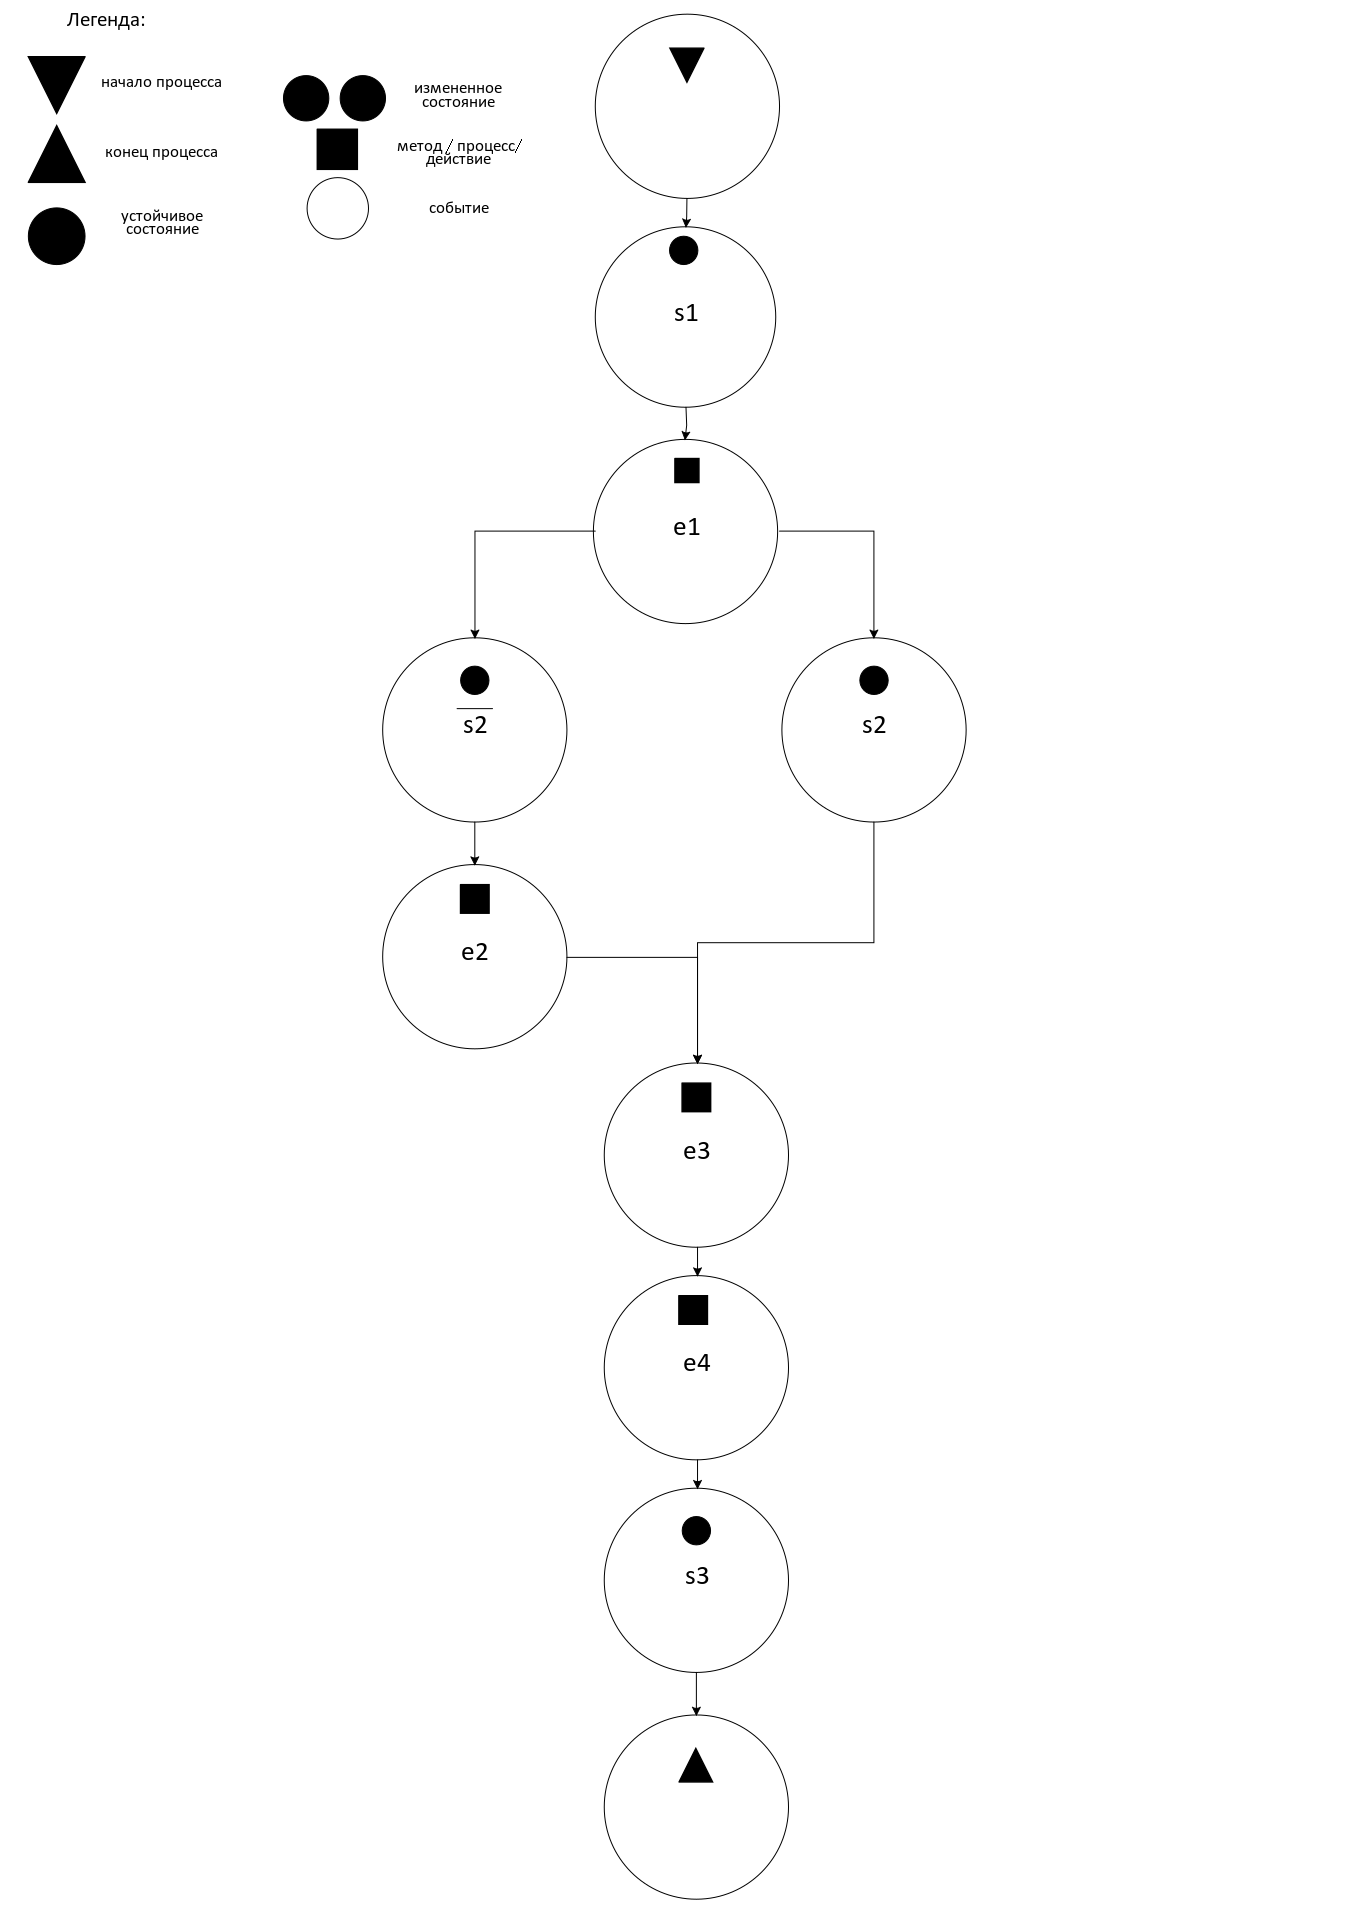 Легенда:
начало процесса
конец процесса
устойчивое
состояние
измененное
состояние
метод / процесс/
действие
событие
s1
e1
s2
s2
e2
e3
e4
s3